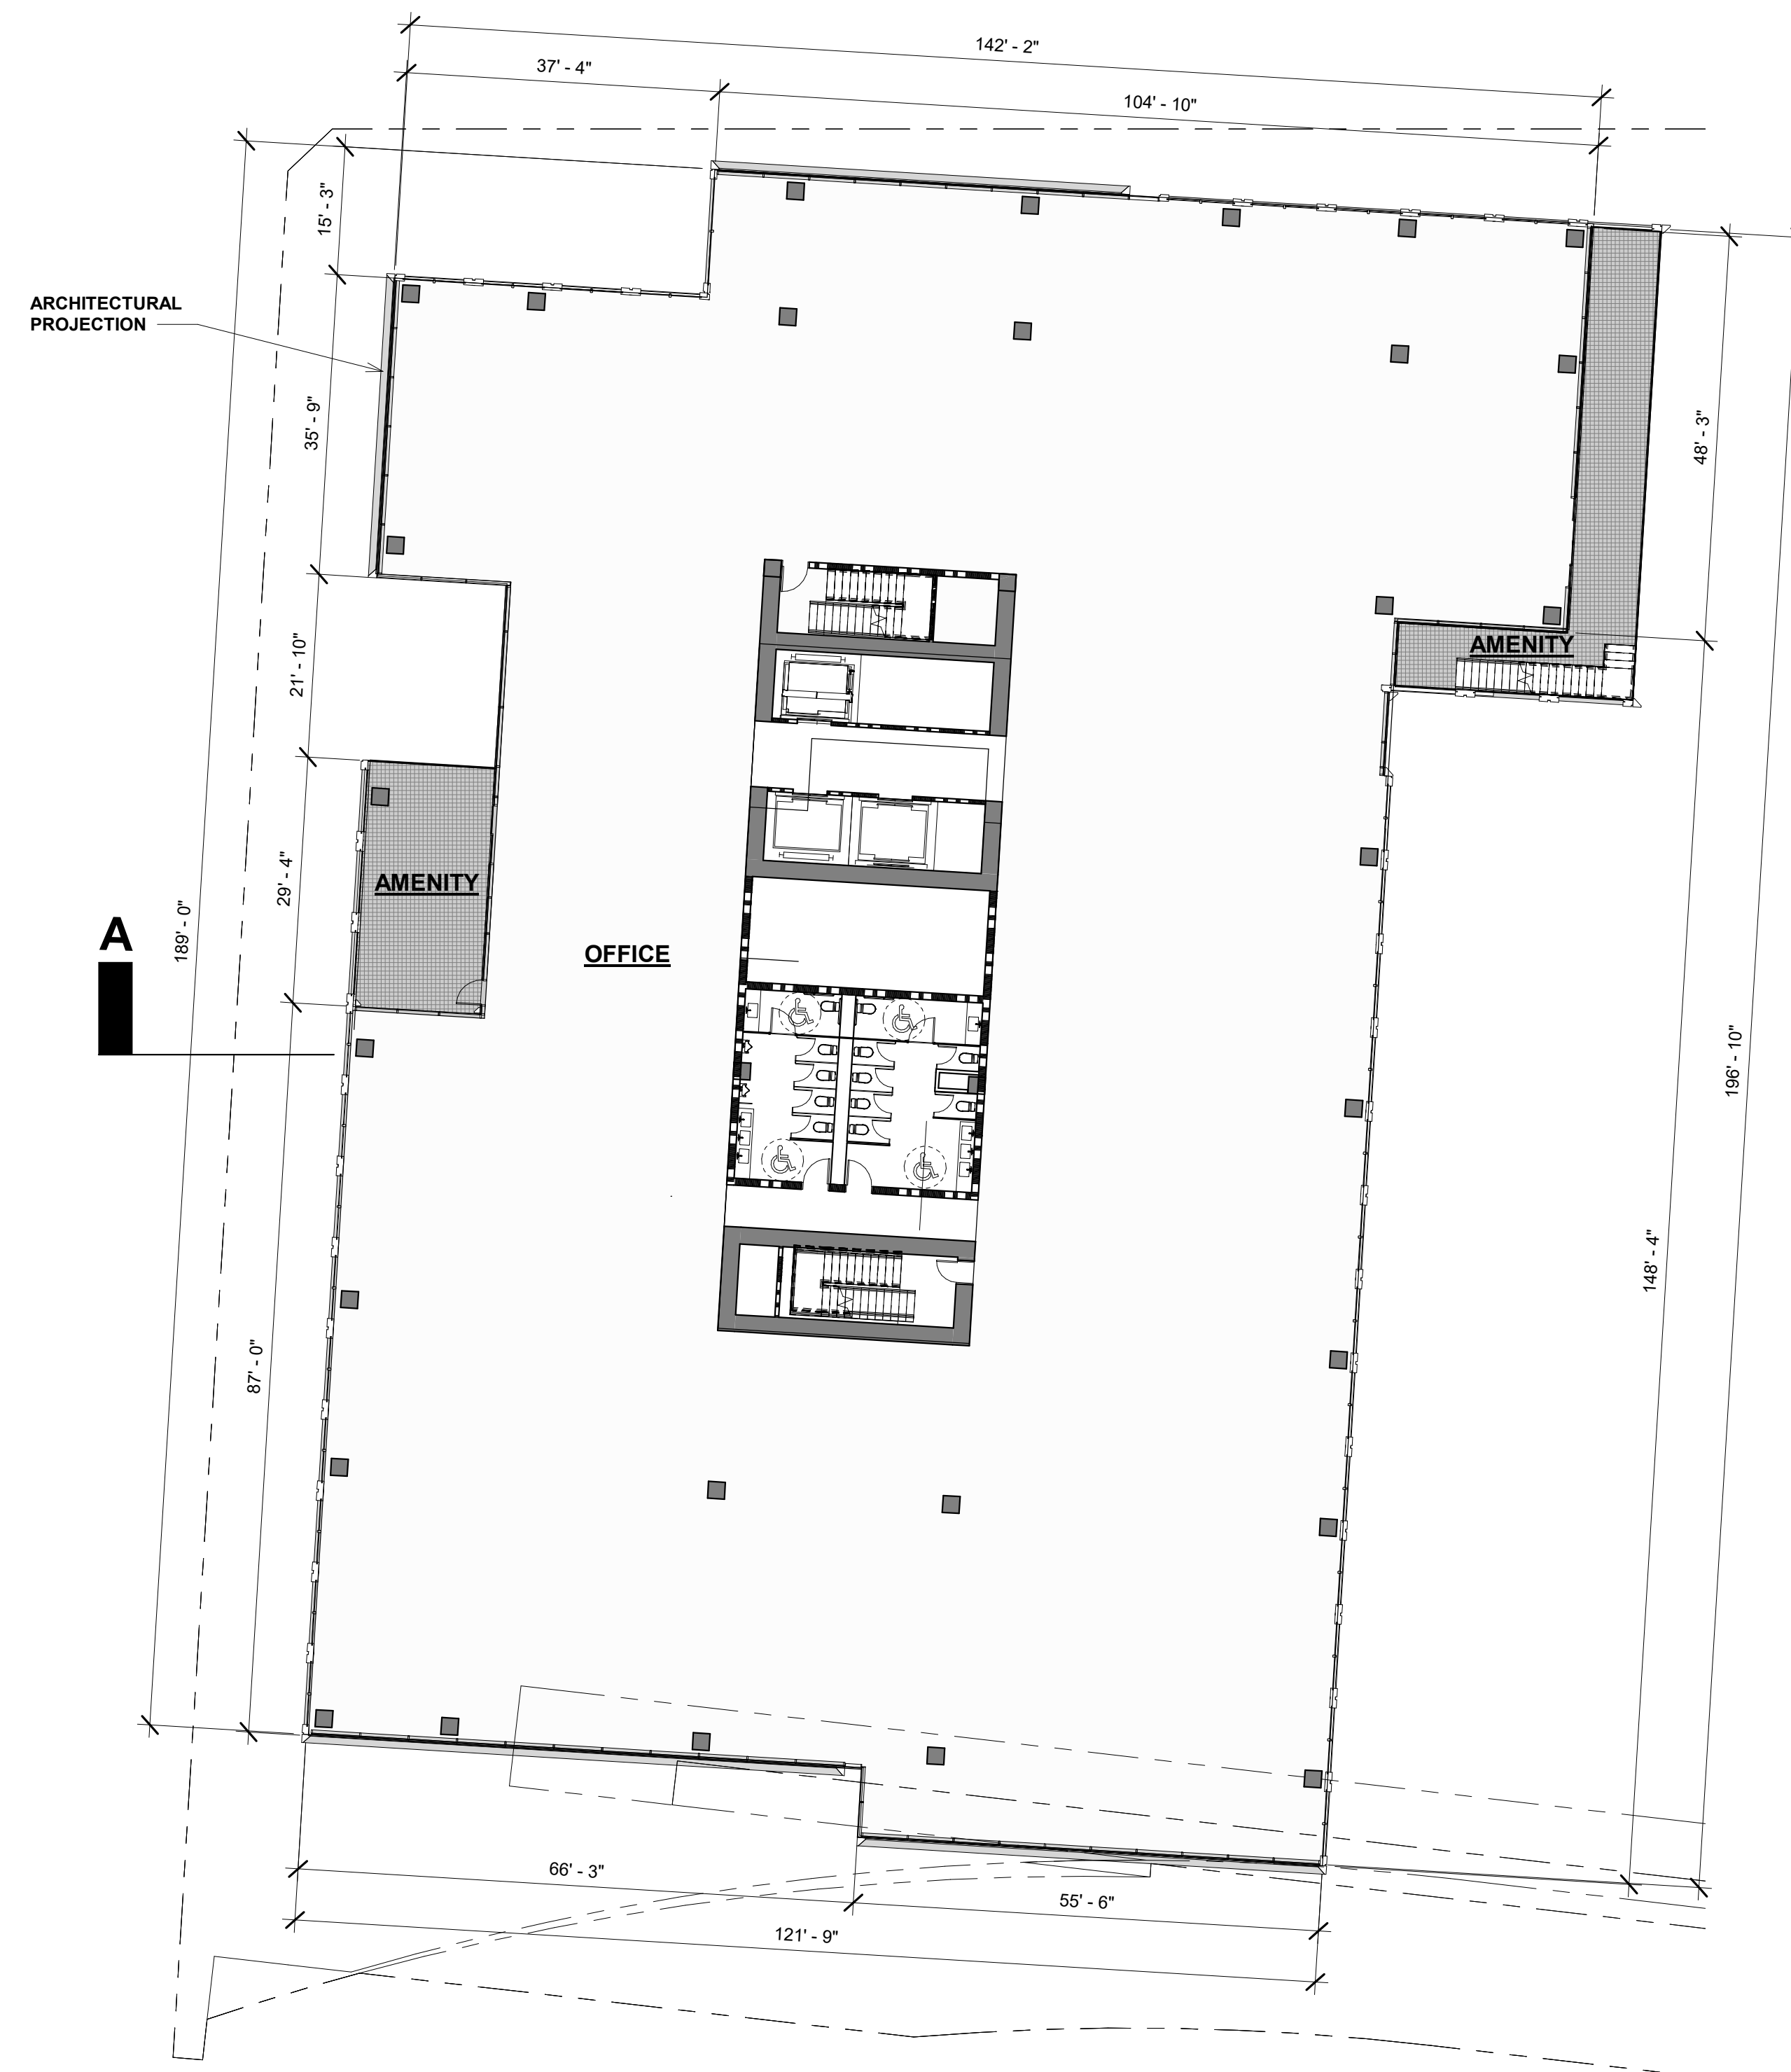 142' - 2"
37' - 4"
104' - 10"
15' - 3"
ARCHITECTURAL
PROJECTION
35' - 9"
48' - 3"
21' - 10"
AMENITY
29' - 4"
AMENITY
189' - 0"
A
OFFICE
196' - 10"
148' - 4"
87' - 0"
66' - 3"
55' - 6"
121' - 9"